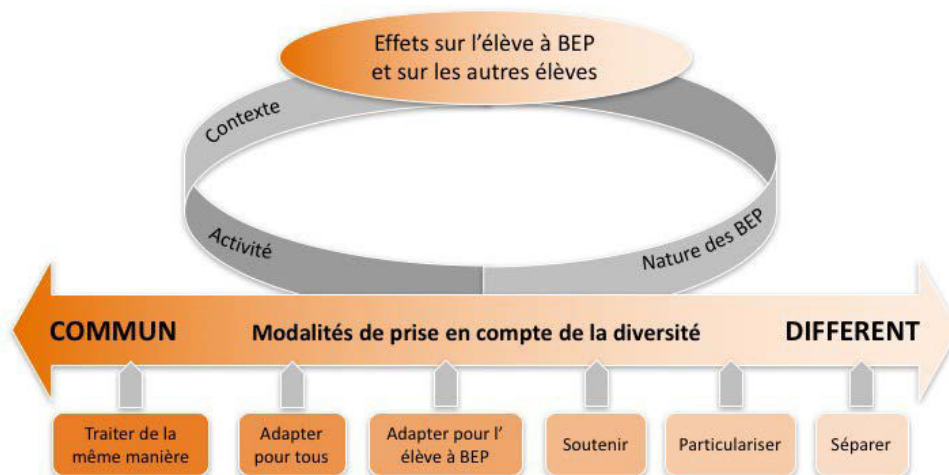 Effets sur l'élève à BEP
et sur les autres élèves
Contexte
Activité
Nature des BEP
COMMUN
Modalités de prise en compte de la diversité
DIFFERENT
Traiter de la
même manière
Adapter
pour tous
Adapter pour l'
élève à BEP
Soutenir
Particulariser
Séparer